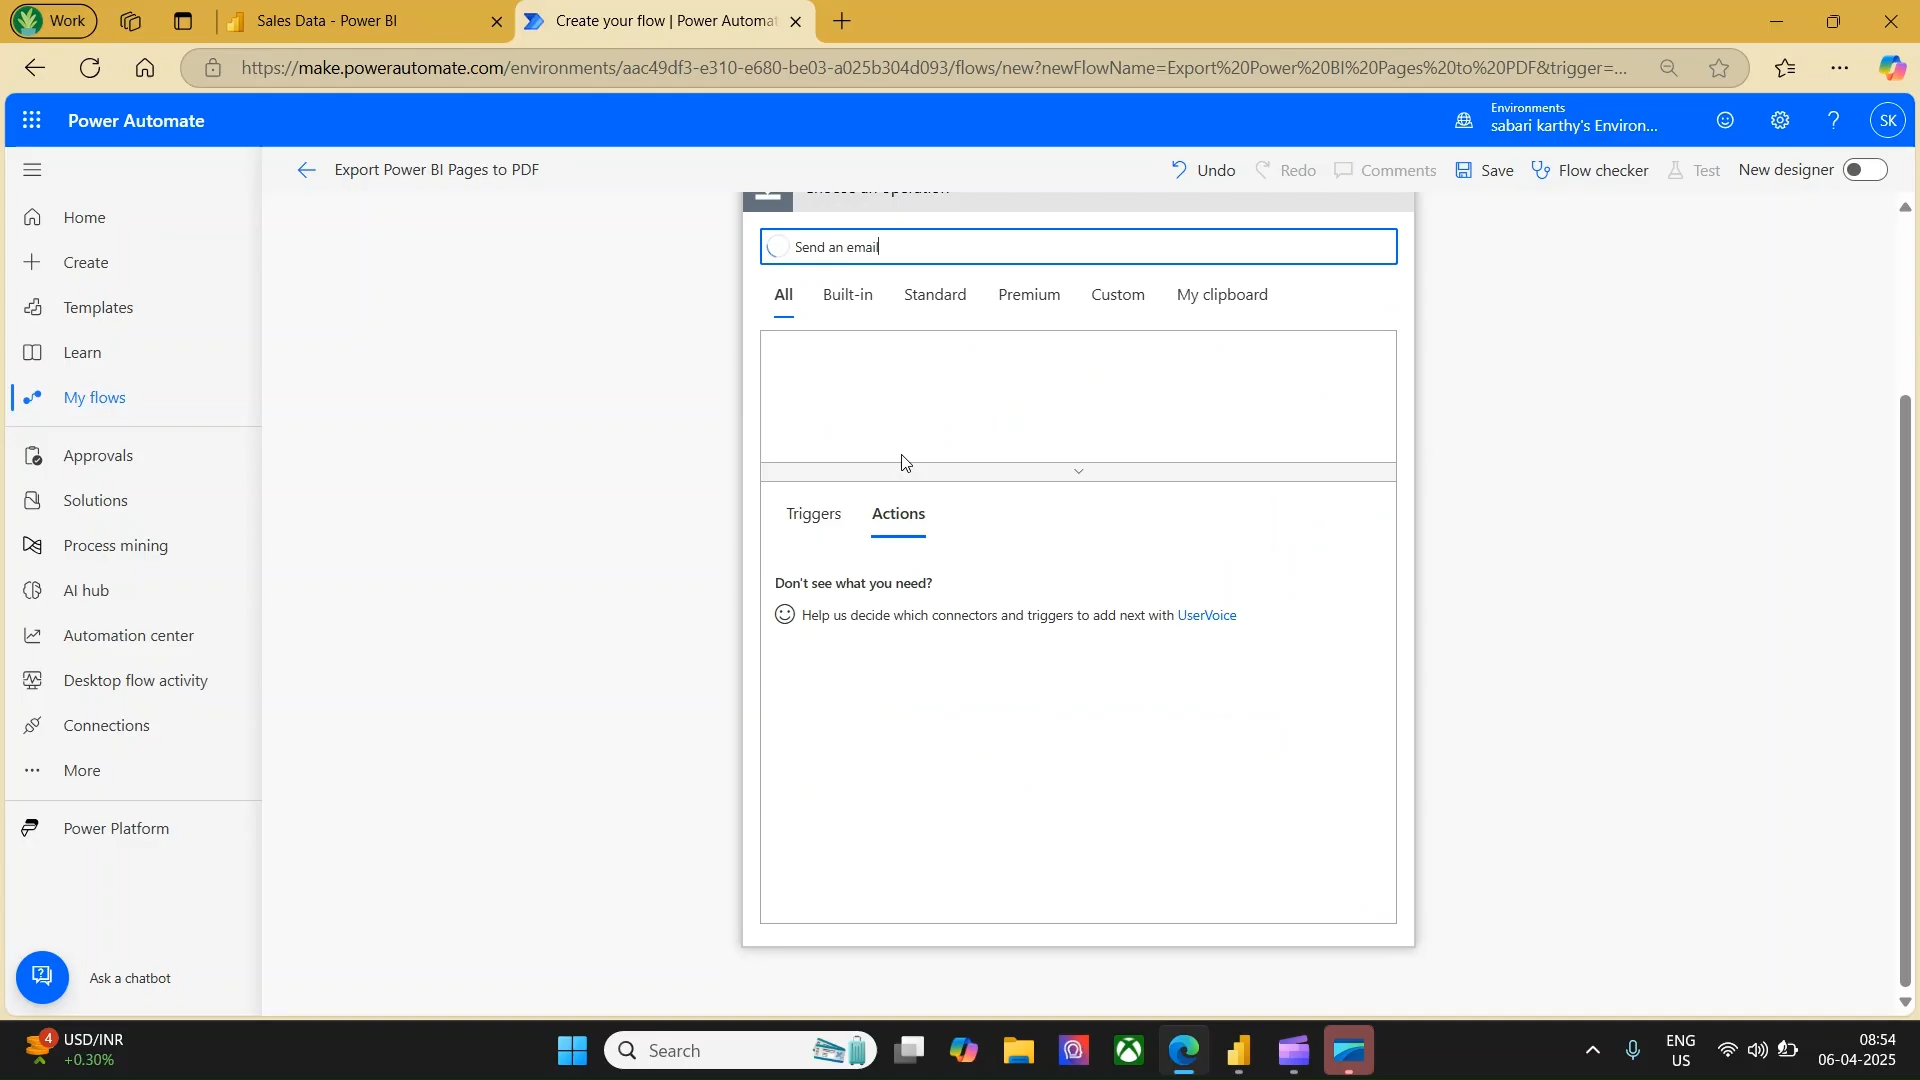 Work
Sales Data - Power BI
Create your flow | Power Automat
https://make.powerautomate.com/environments/aac49df3-e310-e680-be03-a025b304d093/flows/new?newFlowName=Export%20Power%20BI%20Pages%20to%20PDF&trigger=...
Power Automate
Environments
sabari karthy's Environ...
SK
Export Power BI Pages to PDF
Undo
Redo
Comments
Save
Flow checker
Test
New designer
Home
Create
Templates
Learn
My flows
Approvals
Solutions
Process mining
AI hub
Automation center
Desktop flow activity
Connections
More
Power Platform
Ask a chatbot
Choose an operation
Send an email
All
Built-in
Standard
Premium
Custom
My clipboard
Triggers
Actions
Don't see what you need?
Help us decide which connectors and triggers to add next with UserVoice
4
USD/INR
+0.30%
Search
ENG
US
08:54
06-04-2025